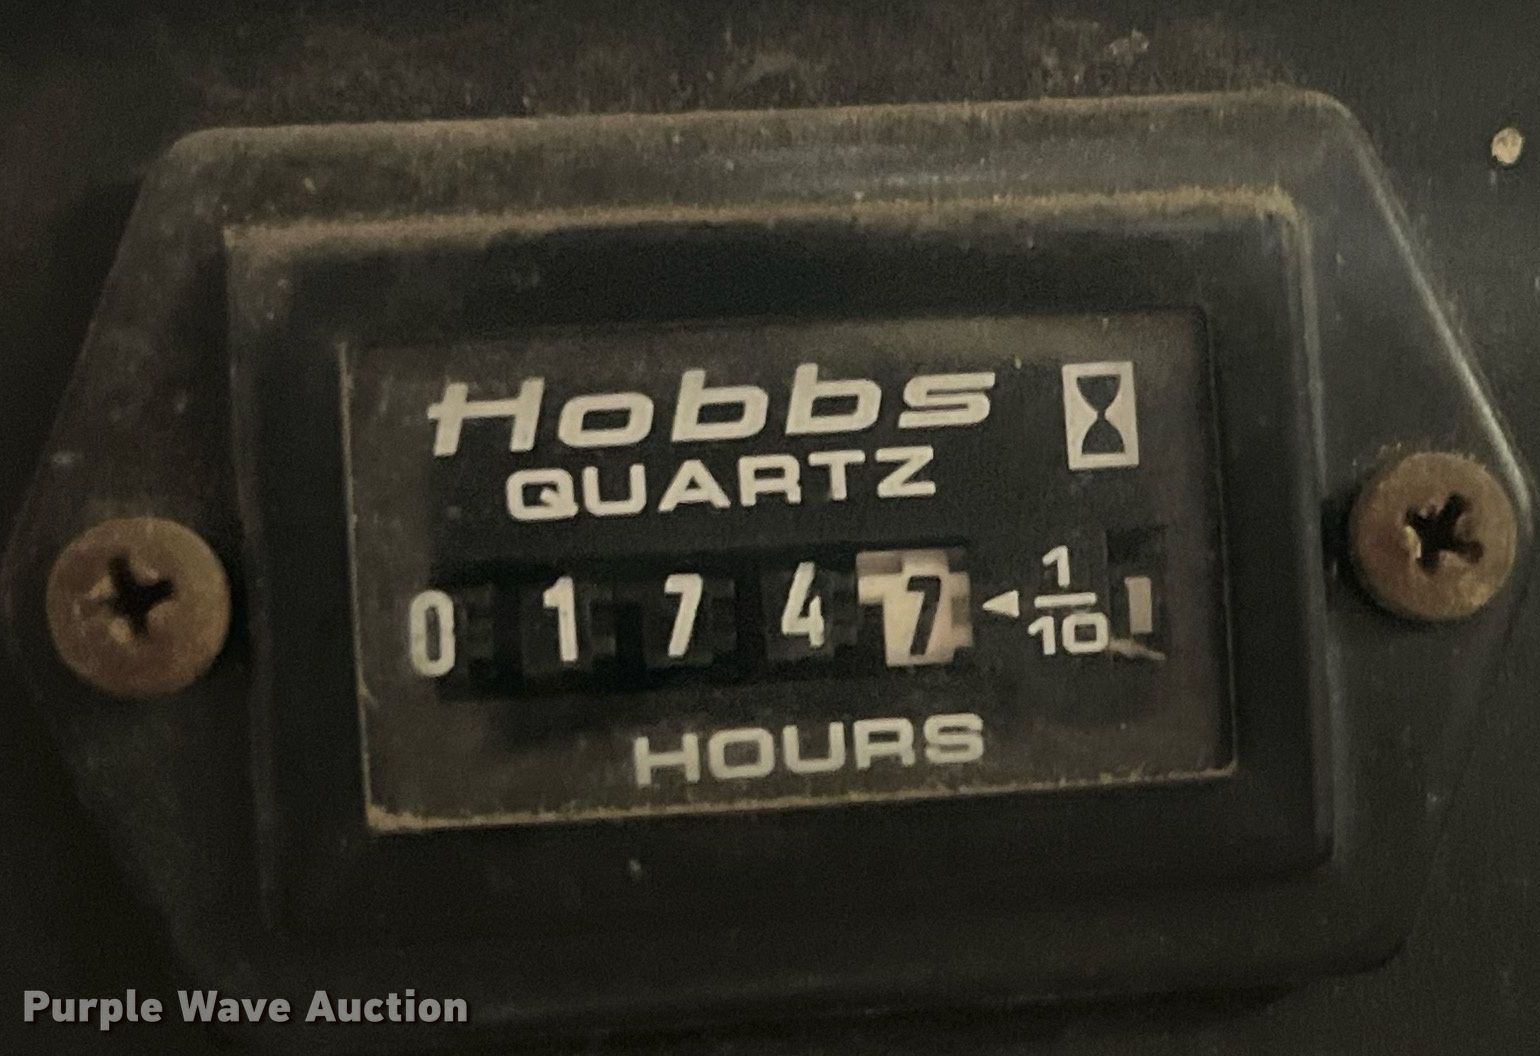 Hobbs
QUARTZ
0 1 7 4 7 ◄ 1/10
HOURS
Purple Wave Auction